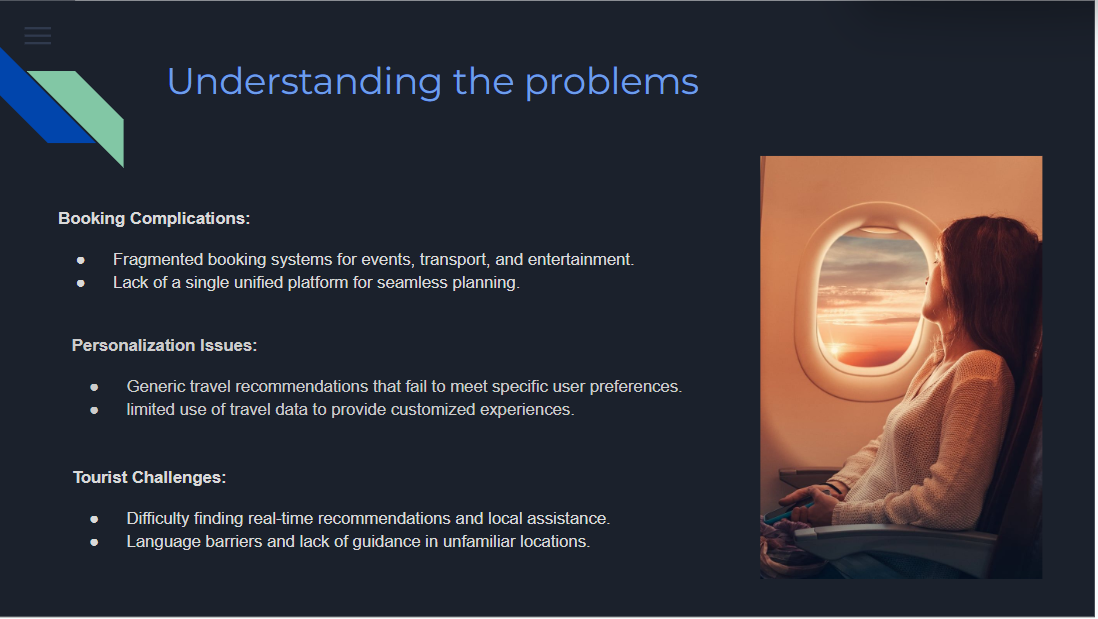 Understanding the problems
Booking Complications:
● Fragmented booking systems for events, transport, and entertainment.
● Lack of a single unified platform for seamless planning.
Personalization Issues:
● Generic travel recommendations that fail to meet specific user preferences.
● limited use of travel data to provide customized experiences.
Tourist Challenges:
● Difficulty finding real-time recommendations and local assistance.
● Language barriers and lack of guidance in unfamiliar locations.